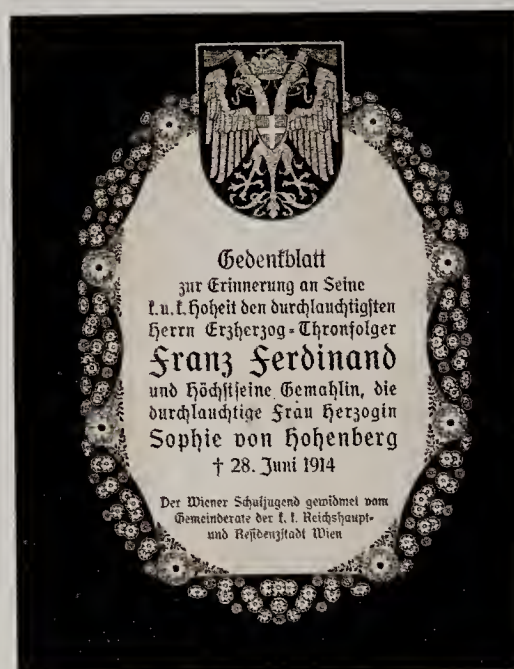 Gedenkblatt
zur Erinnerung an Seine
k. u. k. Hoheit den durchlauchtigsten
Herrn Erzherzog=Thronfolger
Franz Ferdinand
und Höchstseine Gemahlin, die
durchlauchtige Frau Herzogin
Sophie von Hohenberg
† 28. Juni 1914
Der Wiener Schuljugend gewidmet vom
Gemeinderate der k. k. Reichshaupt-
und Residenzstadt Wien